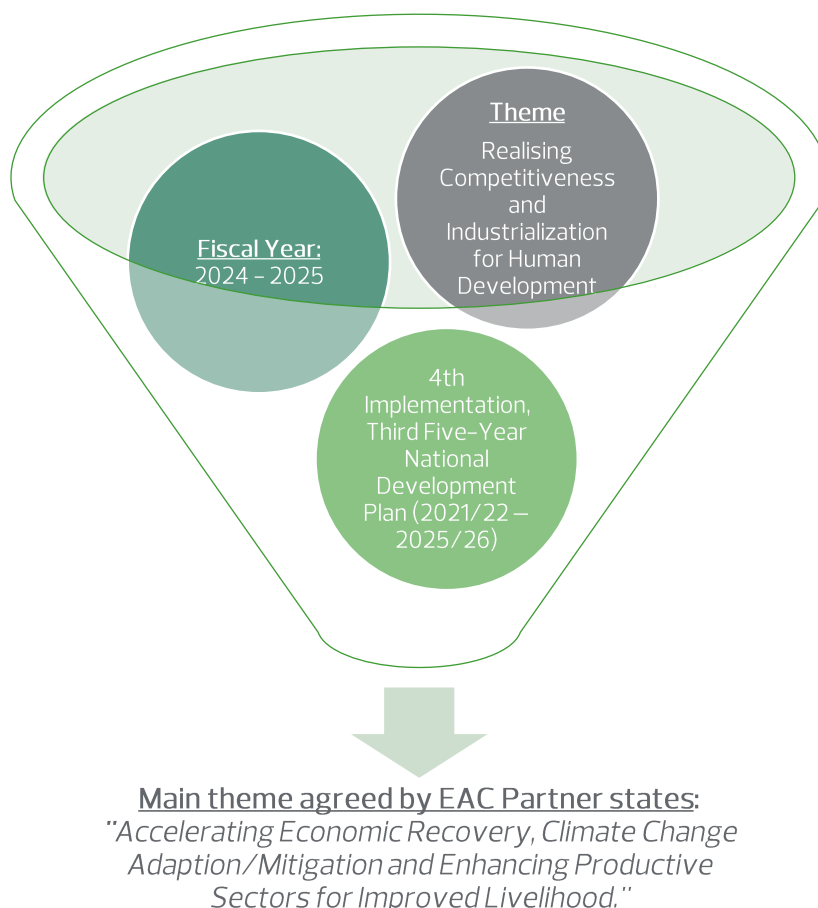 Theme
Realising
Competitiveness
and
Industrialization
for Human
Development
Fiscal Year:
2024 - 2025
4th
Implementation,
Third Five-Year
National
Development
Plan (2021/22 –
2025/26)
Main theme agreed by EAC Partner states:
"Accelerating Economic Recovery, Climate Change
Adaption/Mitigation and Enhancing Productive
Sectors for Improved Livelihood."